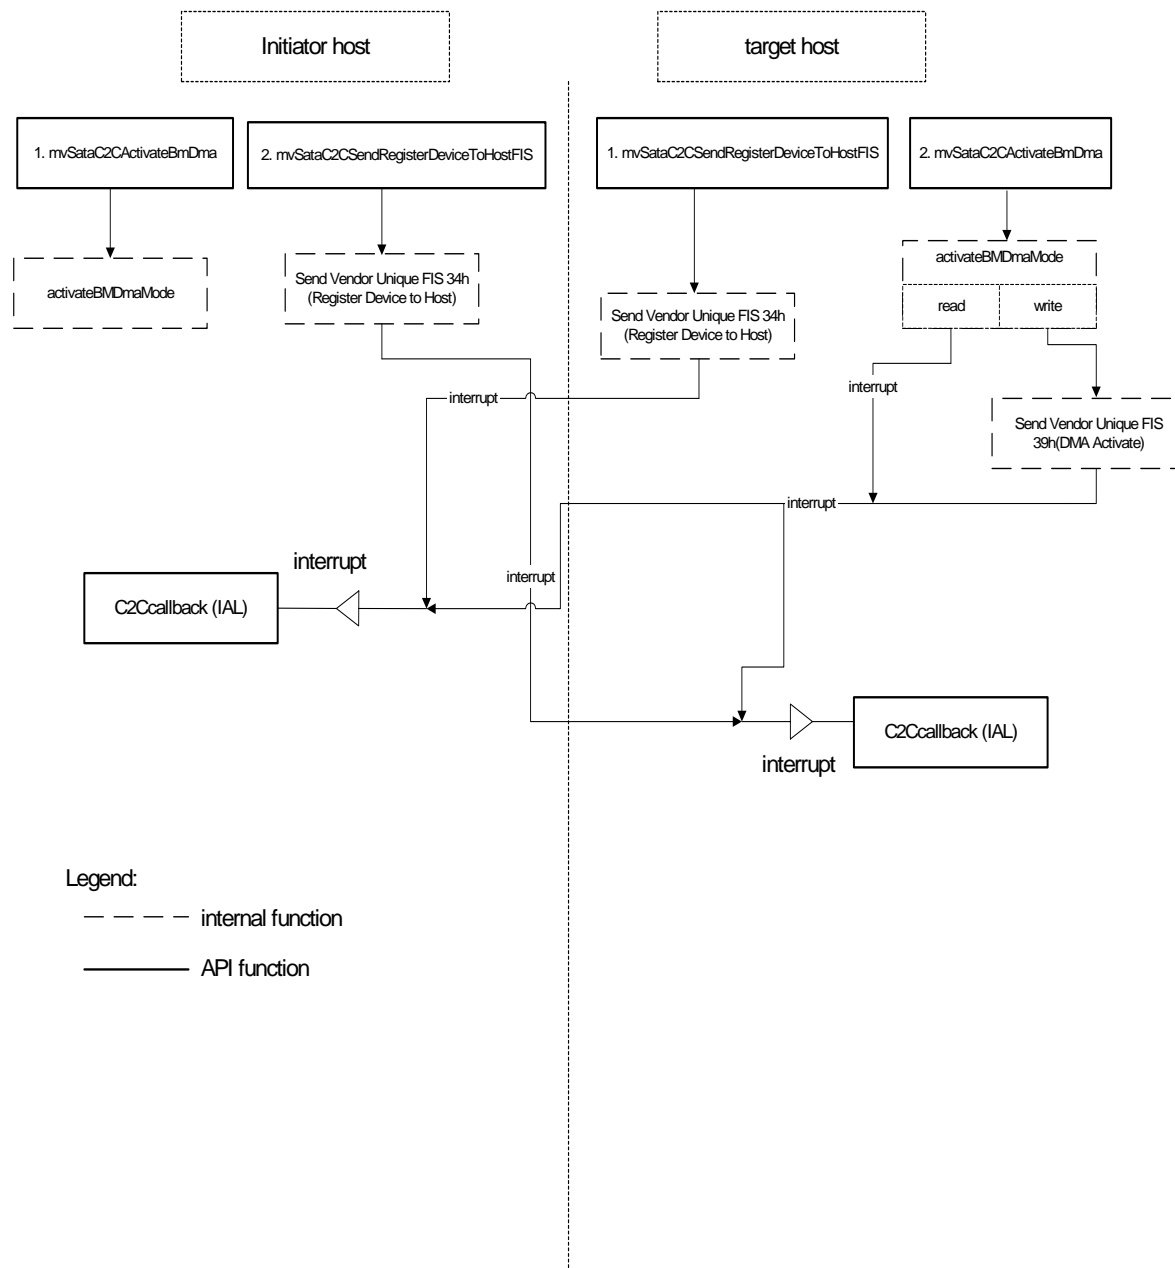 Initiator host
target host
1. mvSataC2CActivateBmDma
2. mvSataC2CSendRegisterDeviceToHostFIS
1. mvSataC2CSendRegisterDeviceToHostFIS
2. mvSataC2CActivateBmDma
activateBMDmaMode
Send Vendor Unique FIS 34h
(Register Device to Host)
Send Vendor Unique FIS 34h
(Register Device to Host)
activateBMDmaMode
read
write
interrupt
interrupt
Send Vendor Unique FIS
39h(DMA Activate)
interrupt
interrupt
interrupt
C2Ccallback (IAL)
C2Ccallback (IAL)
interrupt
Legend:
internal function
API function